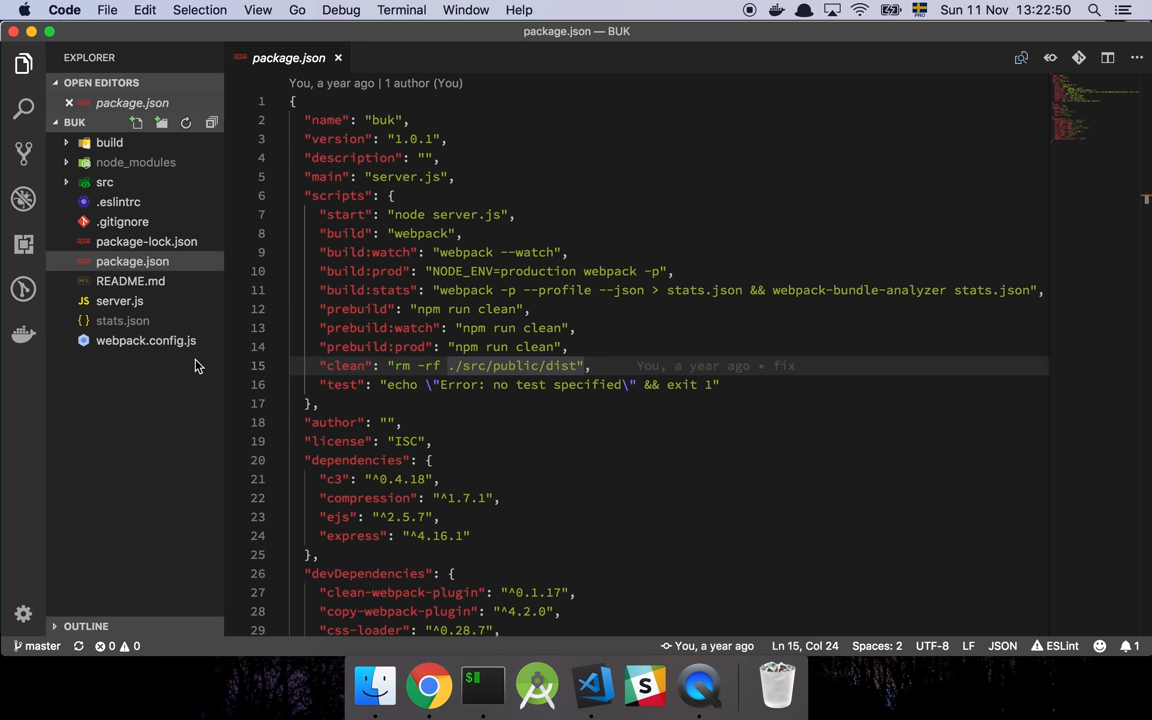 Code File Edit Selection View Go Debug Terminal Window Help
PRO
Sun 11 Nov 13:22:50
package.json — BUK
EXPLORER
OPEN EDITORS
package.json
BUK
build
node_modules
src
.eslintrc
.gitignore
package-lock.json
package.json
README.md
JS server.js
{ } stats.json
webpack.config.js
OUTLINE
package.json
You, a year ago | 1 author (You)
1 {
2 "name": "buk",
3 "version": "1.0.1",
4 "description": "",
5 "main": "server.js",
6 "scripts": {
7 "start": "node server.js",
8 "build": "webpack",
9 "build:watch": "webpack --watch",
10 "build:prod": "NODE_ENV=production webpack -p",
11 "build:stats": "webpack -p --profile --json > stats.json && webpack-bundle-analyzer stats.json",
12 "prebuild": "npm run clean",
13 "prebuild:watch": "npm run clean",
14 "prebuild:prod": "npm run clean",
15 "clean": "rm -rf ./src/public/dist", You, a year ago • fix
16 "test": "echo \"Error: no test specified\" && exit 1"
17 },
18 "author": "",
19 "license": "ISC",
20 "dependencies": {
21 "c3": "^0.4.18",
22 "compression": "^1.7.1",
23 "ejs": "^2.5.7",
24 "express": "^4.16.1"
25 },
26 "devDependencies": {
27 "clean-webpack-plugin": "^0.1.17",
28 "copy-webpack-plugin": "^4.2.0",
29 "css-loader": "^0.28.7",
master 0 0 You, a year ago Ln 15, Col 24 Spaces: 2 UTF-8 LF JSON ESLint 1
$
S